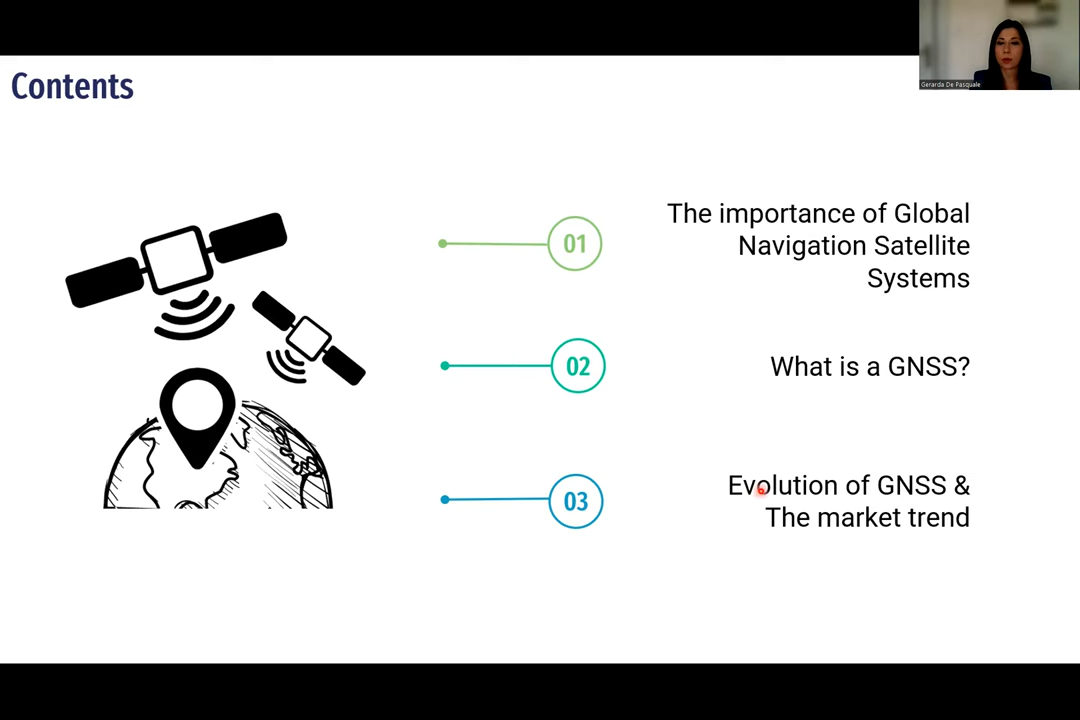 Contents
Gerarda De Pasquale
01
The importance of Global
Navigation Satellite
Systems
02
What is a GNSS?
03
Evolution of GNSS &
The market trend